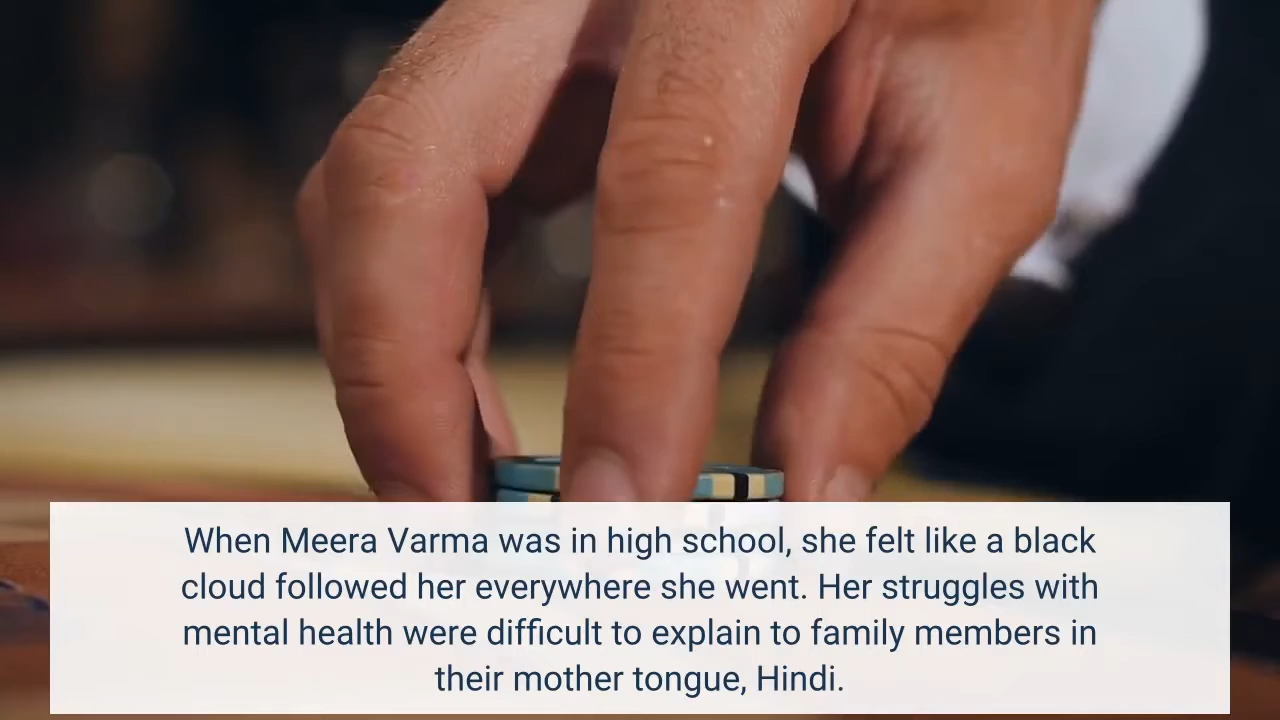 When Meera Varma was in high school, she felt like a black
cloud followed her everywhere she went. Her struggles with
mental health were difficult to explain to family members in
their mother tongue, Hindi.